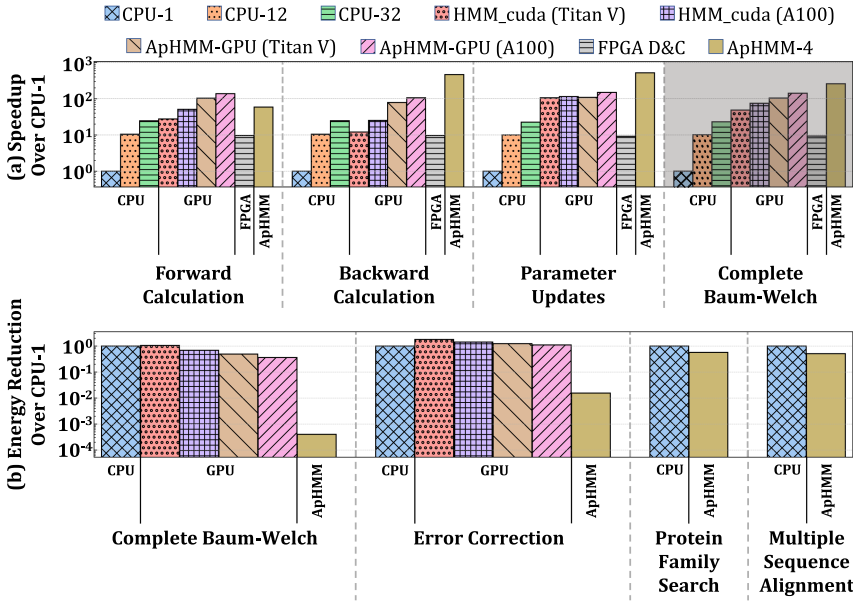 CPU-1 CPU-12 CPU-32 HMM_cuda (Titan V) HMM_cuda (A100)
ApHMM-GPU (Titan V) ApHMM-GPU (A100) FPGA D&C ApHMM-4
(a) Speedup
Over CPU-1
10³
10²
10¹
10⁰
CPU GPU FPGA ApHMM CPU GPU FPGA ApHMM CPU GPU FPGA ApHMM CPU GPU FPGA ApHMM
Forward Backward Parameter Complete
Calculation Calculation Updates Baum-Welch
(b) Energy Reduction
Over CPU-1
10⁰
10⁻¹
10⁻²
10⁻³
10⁻⁴
CPU GPU ApHMM CPU GPU ApHMM CPU ApHMM CPU ApHMM
Complete Baum-Welch Error Correction Protein Multiple
Family Sequence
Search Alignment